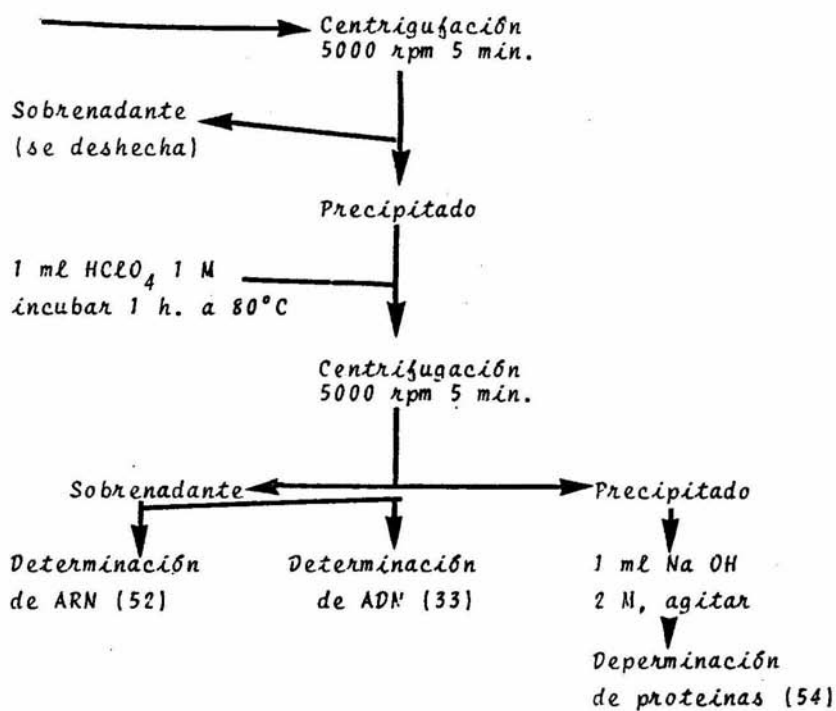 Centrigufación
5000 rpm 5 min.
Sobrenadante
(se deshecha)
Precipitado
1 ml HClO4 1 M
incubar 1 h. a 80°C
Centrifugación
5000 rpm 5 min.
Sobrenadante
Precipitado
Determinación
de ARN (52)
Determinación
de ADN (33)
1 ml Na OH
2 M, agitar
Deperminación
de proteinas (54)